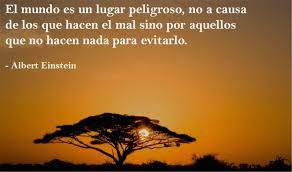 El mundo es un lugar peligroso, no a causa
de los que hacen el mal sino por aquellos
que no hacen nada para evitarlo.
- Albert Einstein